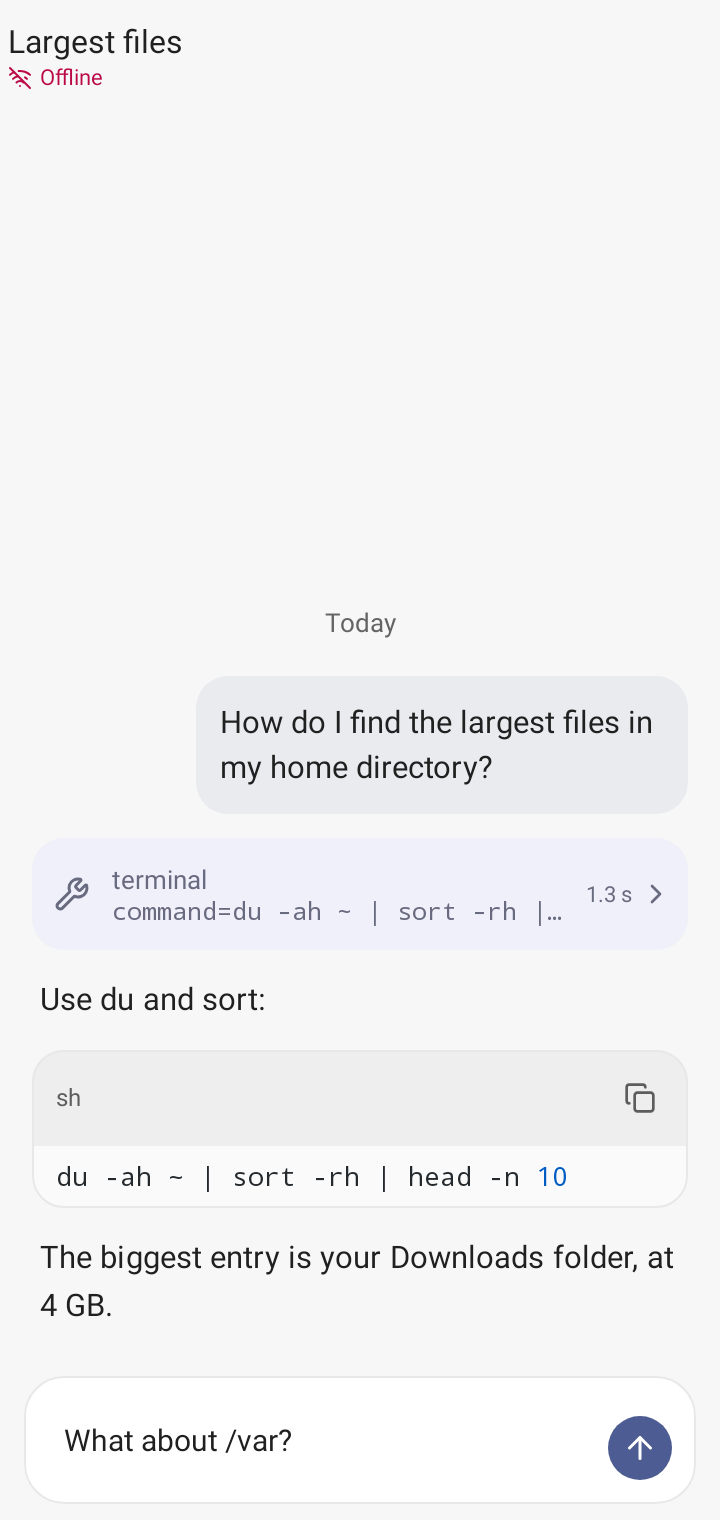 Largest files
Offline
Today
How do I find the largest files in
my home directory?
terminal
command=du -ah ~ | sort -rh |…
1.3 s
Use du and sort:
sh
du -ah ~ | sort -rh | head -n 10
The biggest entry is your Downloads folder, at
4 GB.
What about /var?